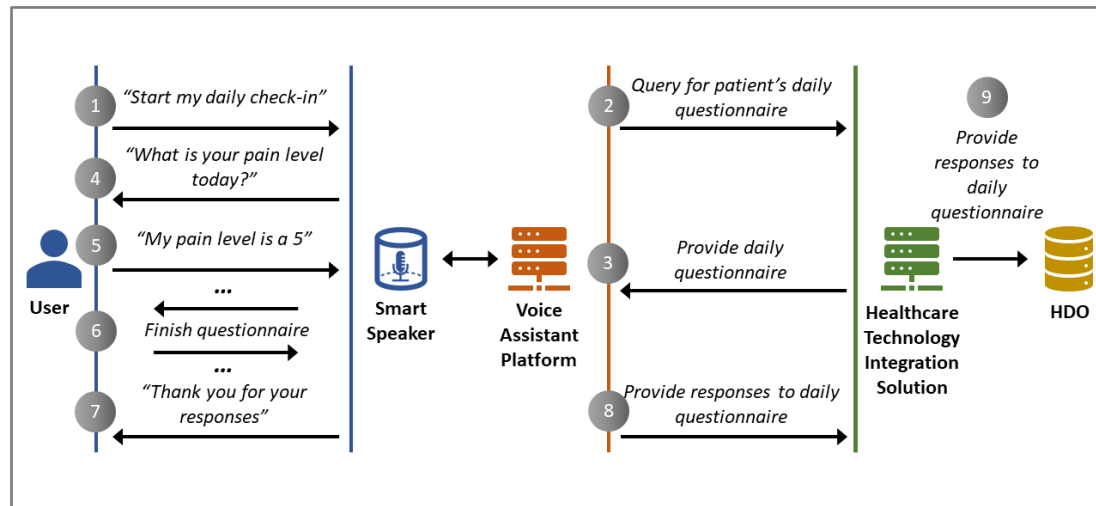 1
“Start my daily check-in”
4
“What is your pain level
today?”
5
“My pain level is a 5”
...
6
Finish questionnaire
...
7
“Thank you for your
responses”
User
Smart
Speaker
Voice
Assistant
Platform
2
Query for patient’s daily
questionnaire
3
Provide daily
questionnaire
8
Provide responses to daily
questionnaire
9
Provide
responses to
daily
questionnaire
Healthcare
Technology
Integration
Solution
HDO